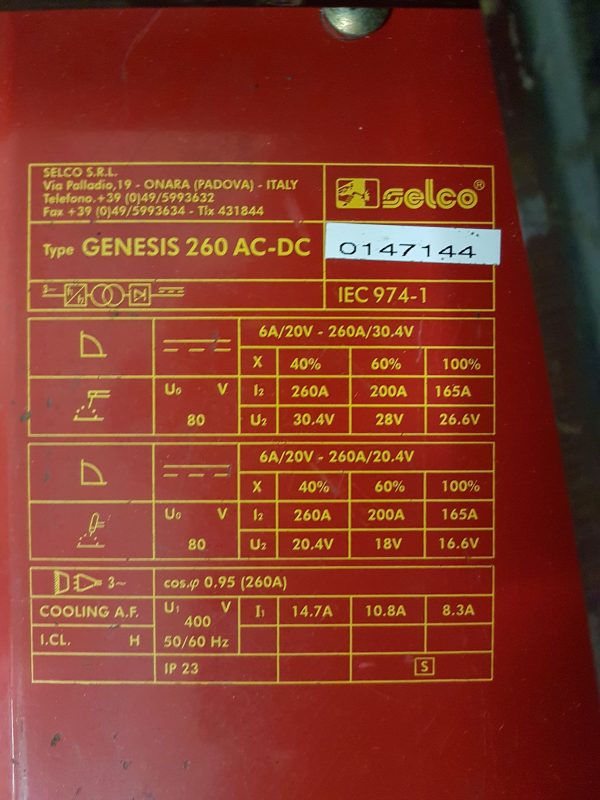 SELCO S.R.L.
Via Palladio,19 - ONARA (PADOVA) - ITALY
Telefono.+39 (0)49/5993632
Fax +39 (0)49/5993634 - Tlx 431844
selco®
Type GENESIS 260 AC-DC
0147144
3~ f1 f2
IEC 974-1
6A/20V - 260A/30.4V
X 40% 60% 100%
U0 V I2 260A 200A 165A
80 U2 30.4V 28V 26.6V
6A/20V - 260A/20.4V
X 40% 60% 100%
U0 V I2 260A 200A 165A
80 U2 20.4V 18V 16.6V
3~ cos.φ 0.95 (260A)
COOLING A.F. U1 V 400 I1 14.7A 10.8A 8.3A
I.CL. H 50/60 Hz
IP 23 S